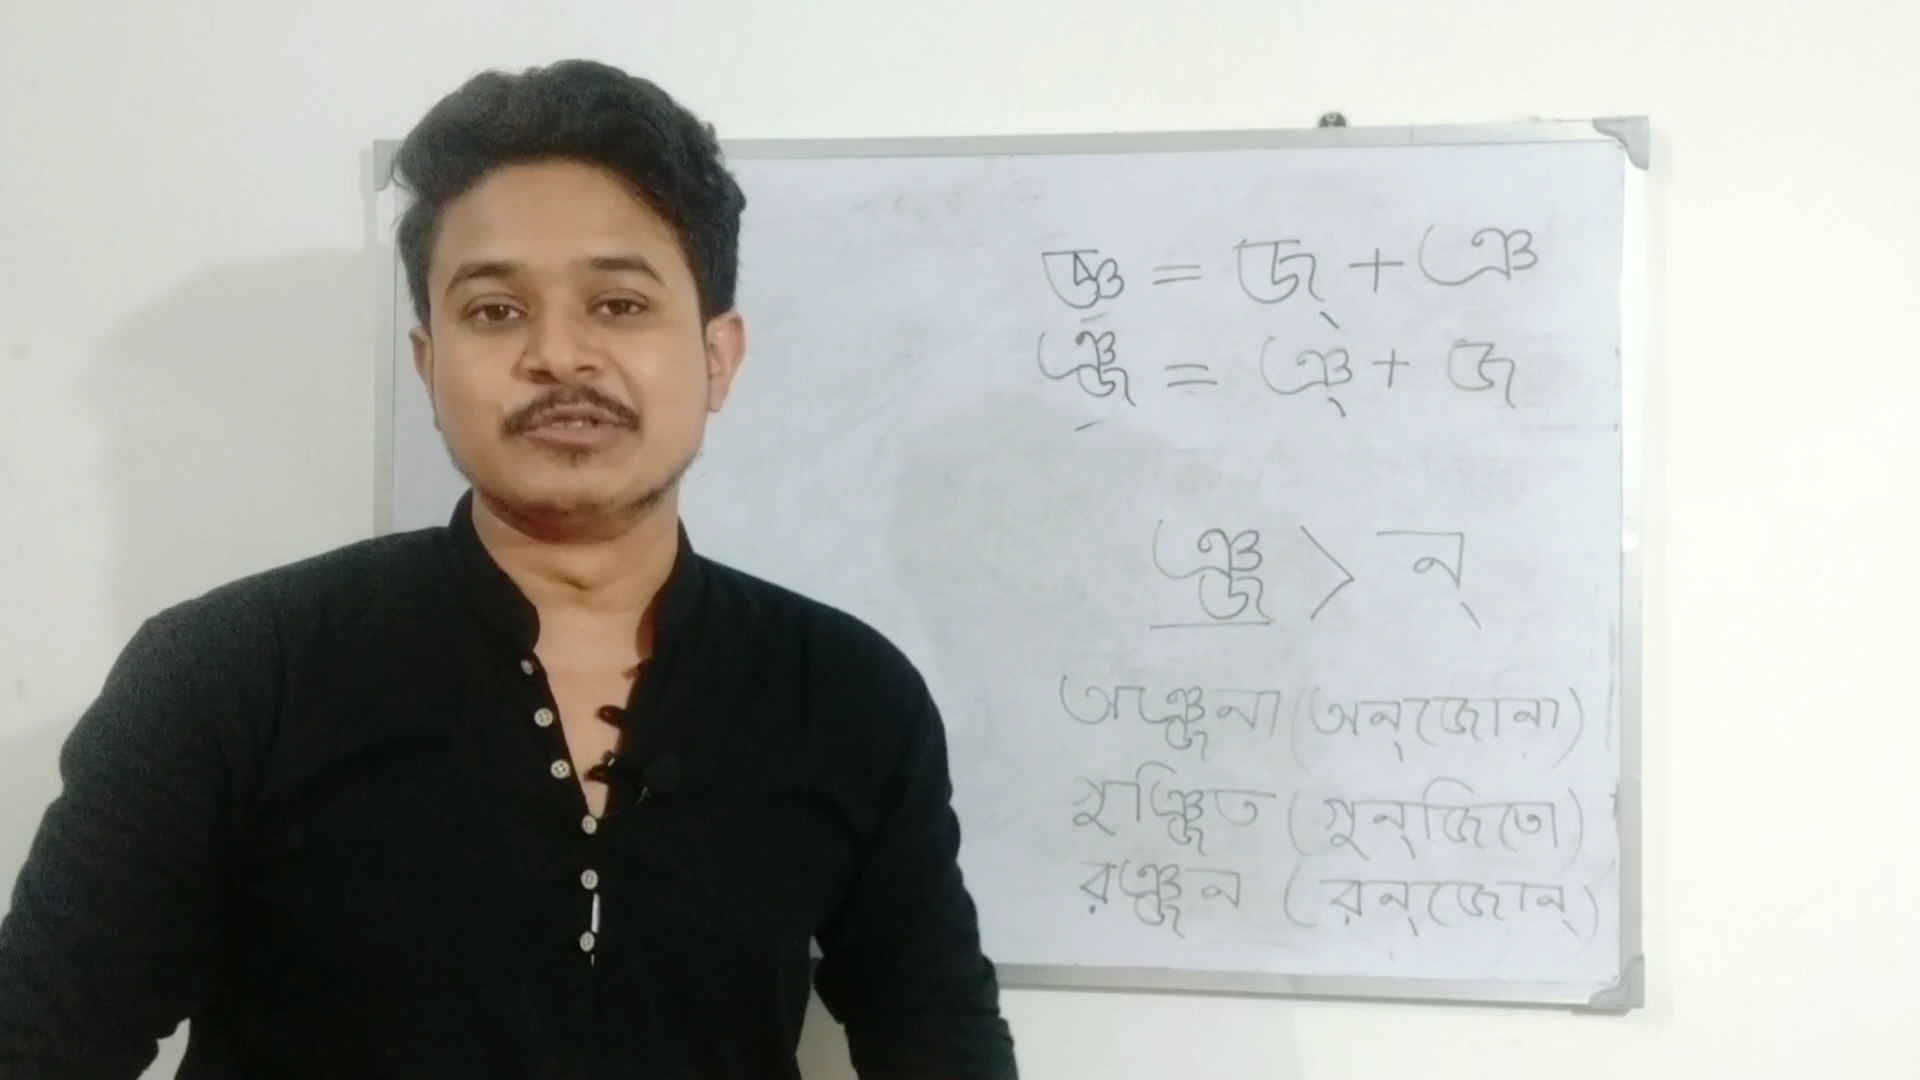 জ্ঞ = জ্ + ঞ
ঞ্জ = ঞ্ + জ
ঞ্জ > ন্
অঞ্জনা (অন্জোনা)
গুঞ্জিত (গুন্জিতো)
রঞ্জন (রন্জোন্)